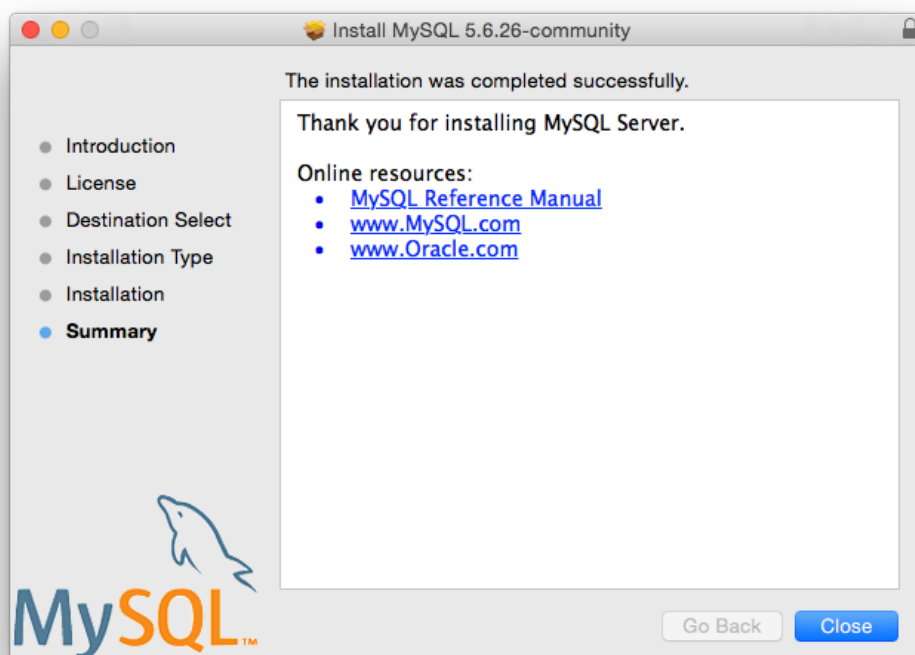 Install MySQL 5.6.26-community
The installation was completed successfully.
Introduction
License
Destination Select
Installation Type
Installation
Summary
Thank you for installing MySQL Server.
Online resources:
• MySQL Reference Manual
• www.MySQL.com
• www.Oracle.com
MySQL™
Go Back
Close